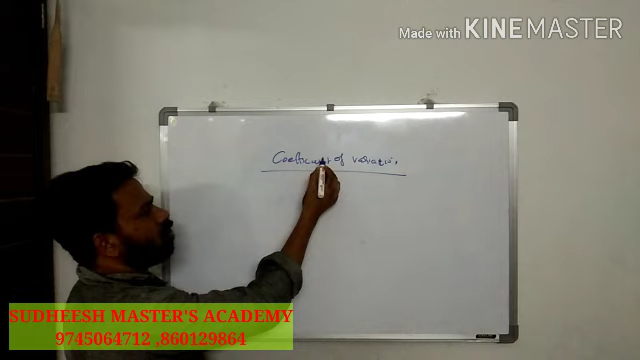 Made with KINEMASTER
Coefficient of variation.
SUDHEESH MASTER'S ACADEMY
9745064712 ,860129864